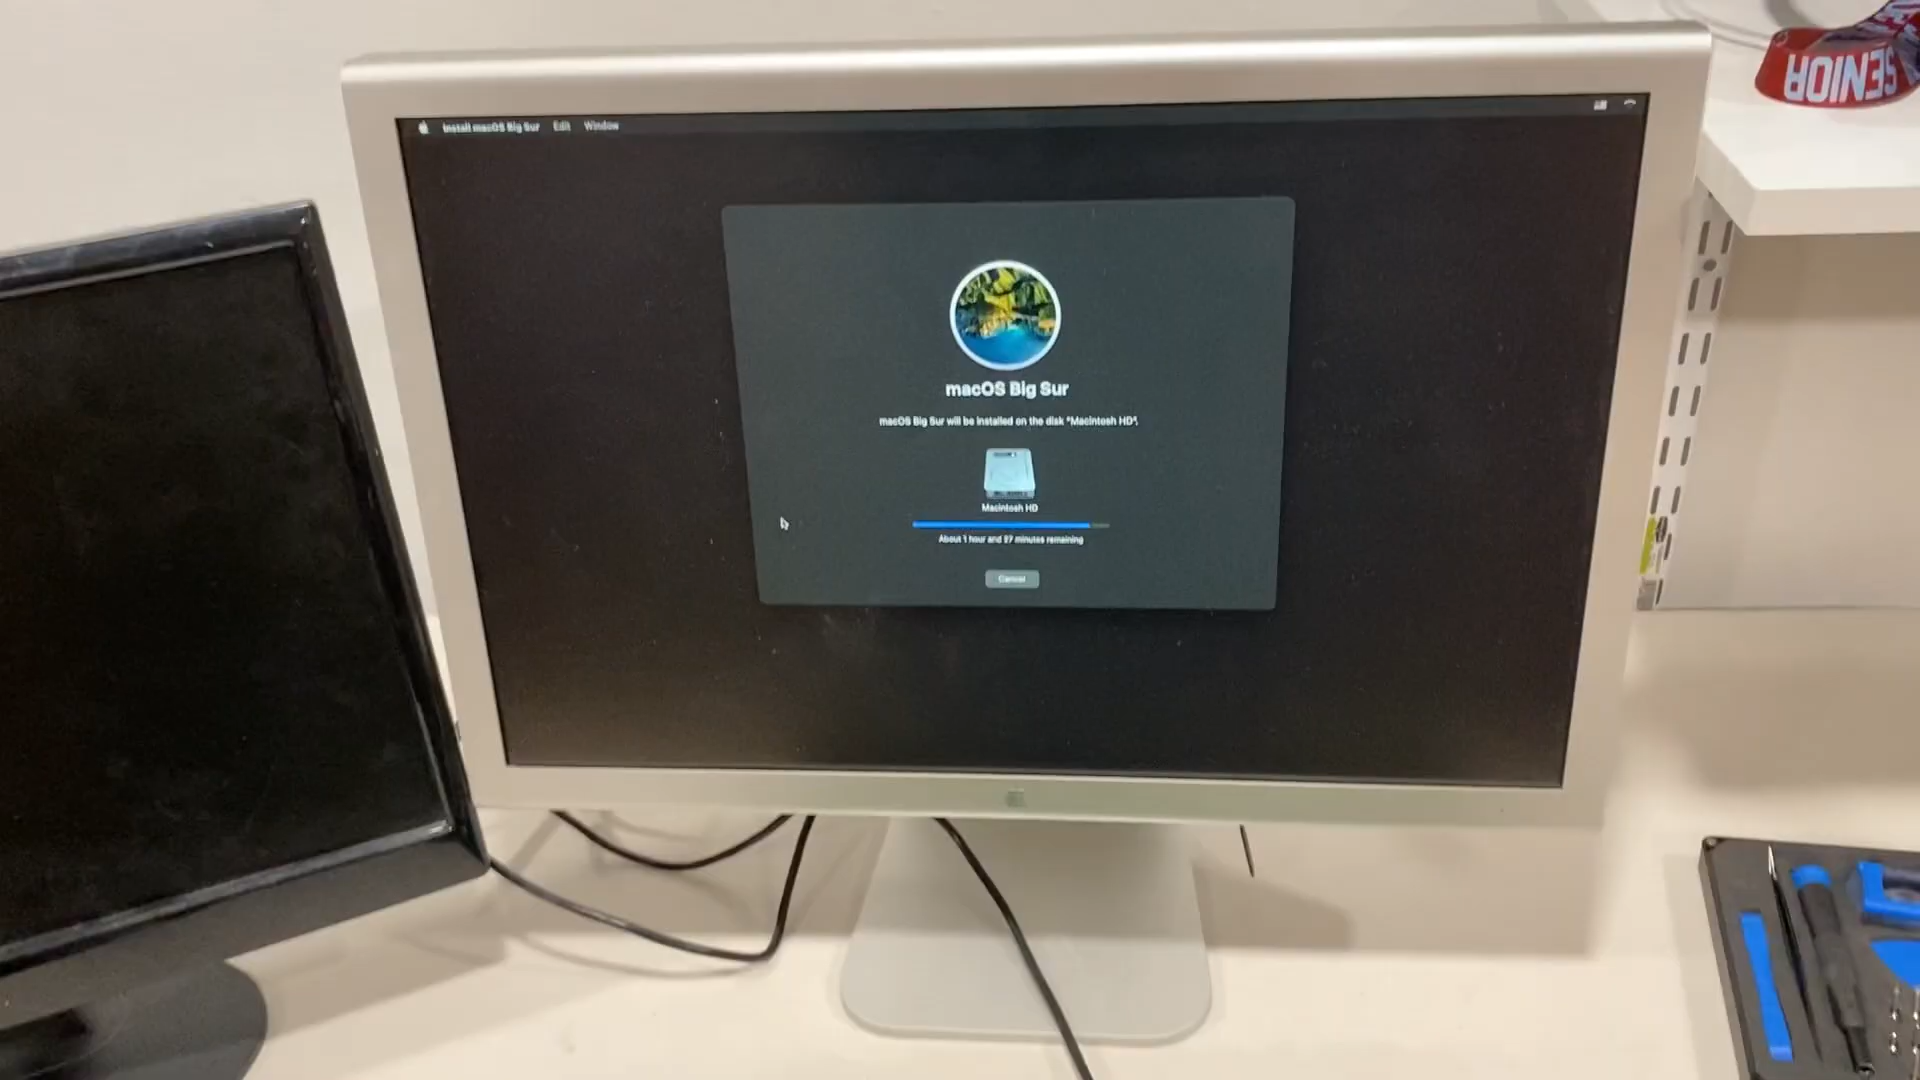 Install macOS Big Sur Edit Window
macOS Big Sur
macOS Big Sur will be installed on the disk "Macintosh HD".
Macintosh HD
About 1 hour and 27 minutes remaining
Cancel
SENIOR